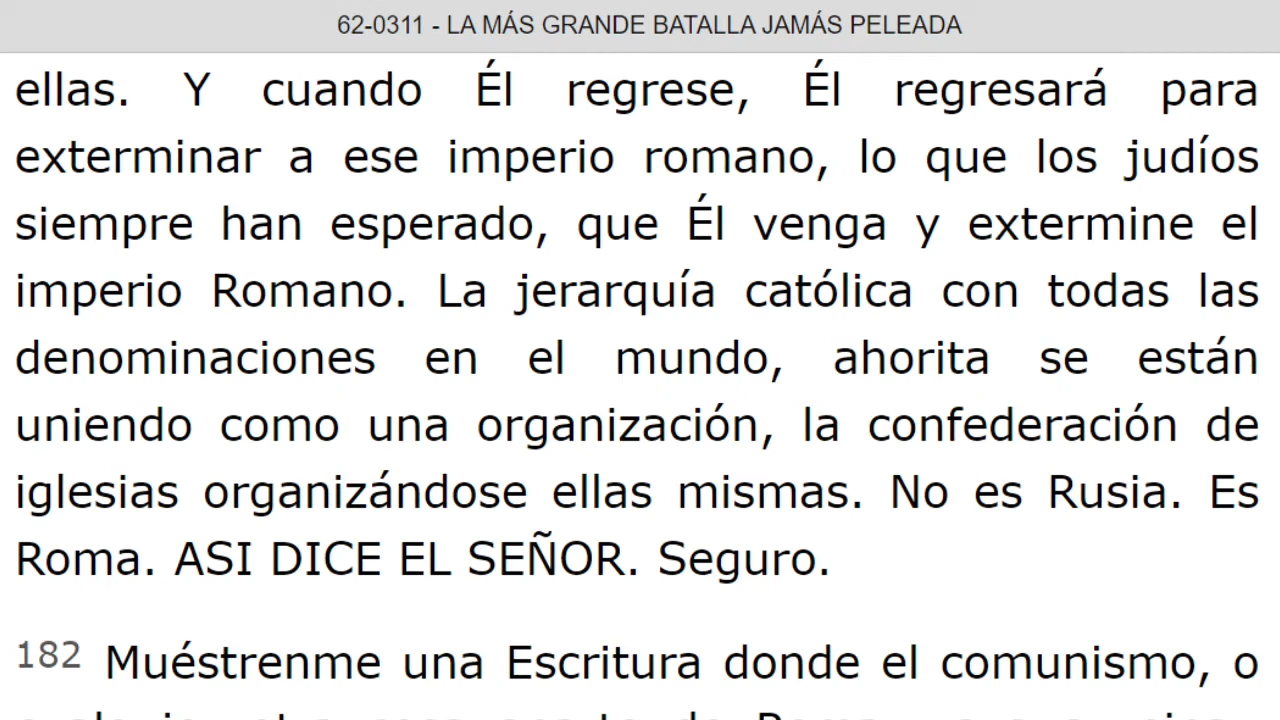 62-0311 - LA MÁS GRANDE BATALLA JAMÁS PELEADA
ellas. Y cuando Él regrese, Él regresará para
exterminar a ese imperio romano, lo que los judíos
siempre han esperado, que Él venga y extermine el
imperio Romano. La jerarquía católica con todas las
denominaciones en el mundo, ahorita se están
uniendo como una organización, la confederación de
iglesias organizándose ellas mismas. No es Rusia. Es
Roma. ASI DICE EL SEÑOR. Seguro.
182 Muéstrenme una Escritura donde el comunismo, o